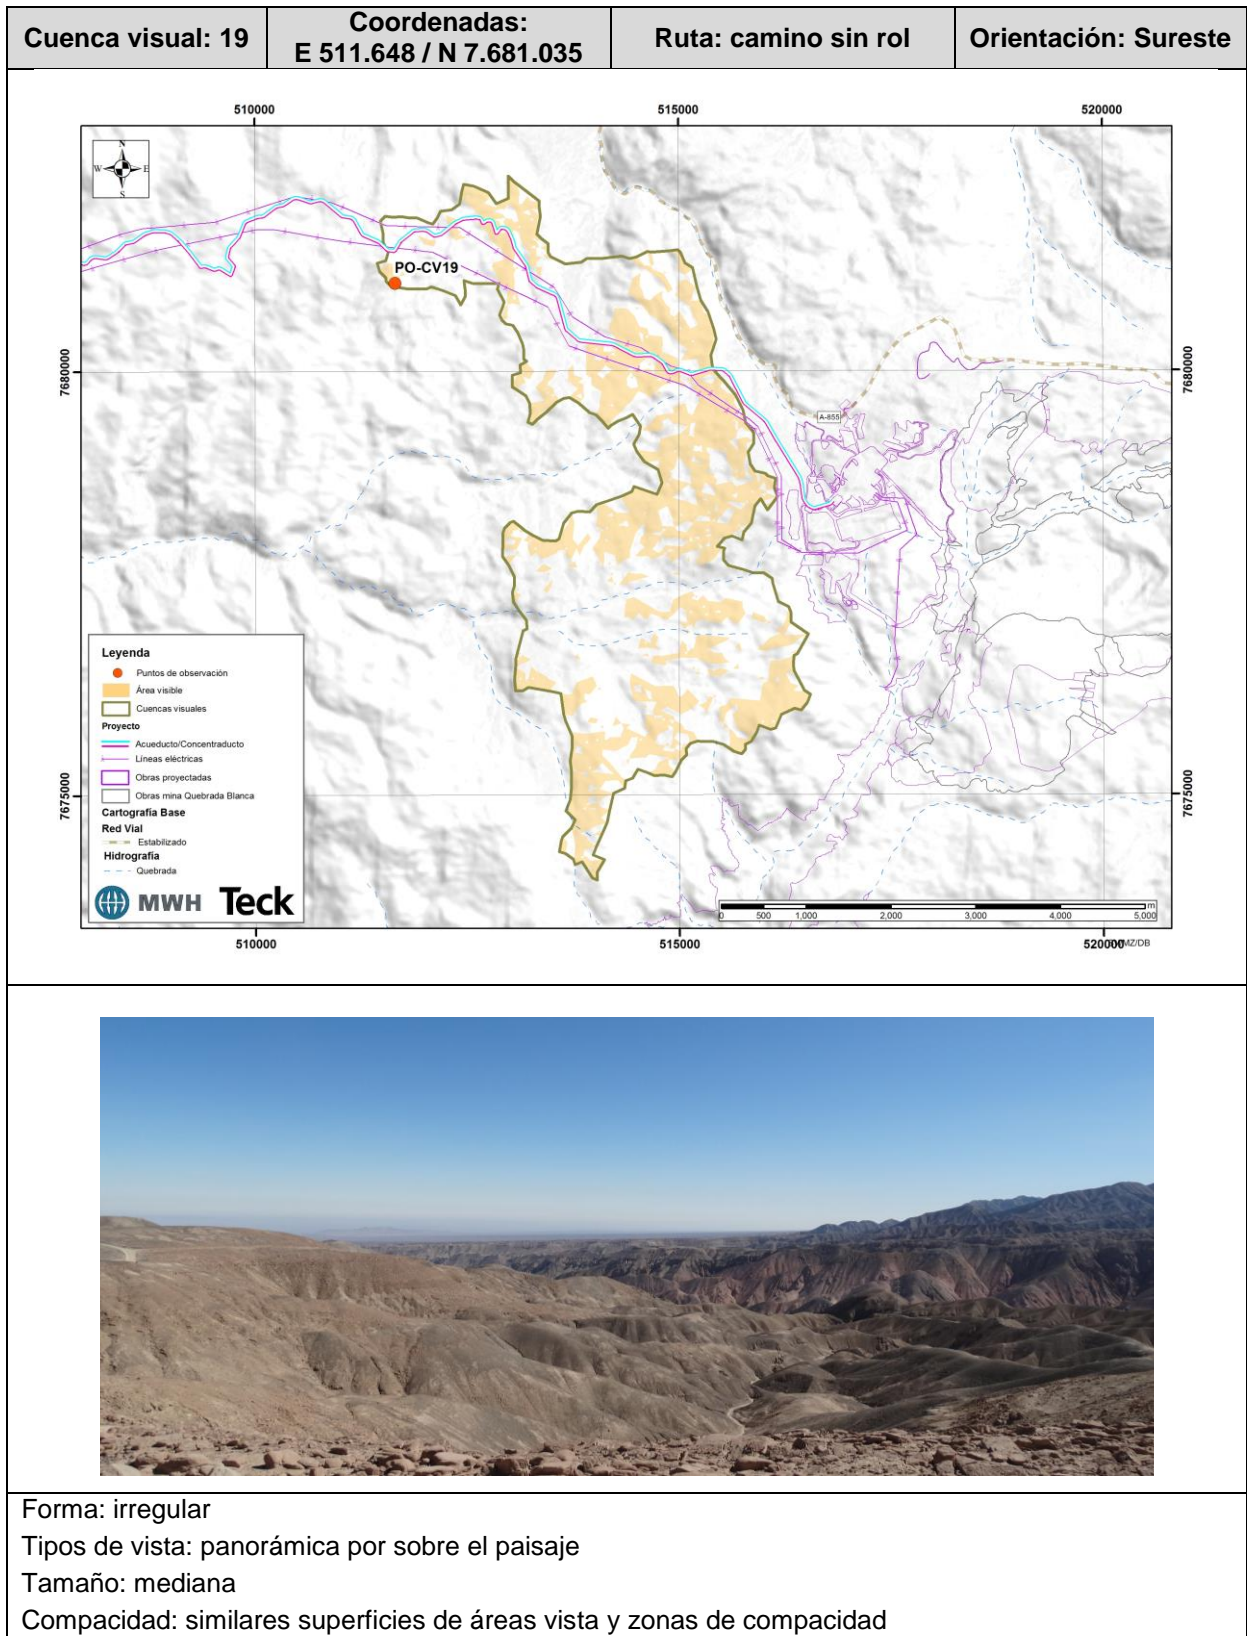 Cuenca visual: 19
Coordenadas:
E 511.648 / N 7.681.035
Ruta: camino sin rol
Orientación: Sureste
510000
515000
520000
N
W
E
S
PO-CV19
7680000
7680000
A-855
Leyenda
Puntos de observación
Área visible
Cuencas visuales
Proyecto
Acueducto/Concentraducto
Líneas eléctricas
Obras proyectadas
Obras mina Quebrada Blanca
Cartografía Base
Red Vial
Estabilizado
Hidrografía
Quebrada
7675000
7675000
MWH Teck
m
0 500 1,000 2,000 3,000 4,000 5,000
510000
515000
520000
MZ/DB
Forma: irregular
Tipos de vista: panorámica por sobre el paisaje
Tamaño: mediana
Compacidad: similares superficies de áreas vista y zonas de compacidad